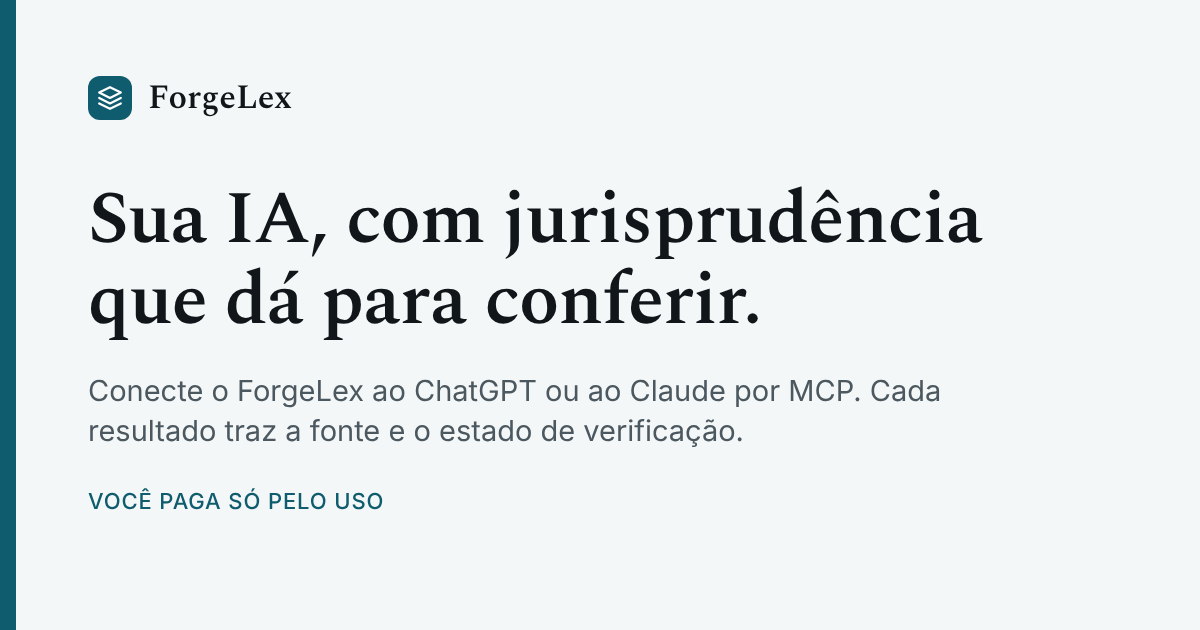 ForgeLex
Sua IA, com jurisprudência
que dá para conferir.
Conecte o ForgeLex ao ChatGPT ou ao Claude por MCP. Cada
resultado traz a fonte e o estado de verificação.
VOCÊ PAGA SÓ PELO USO